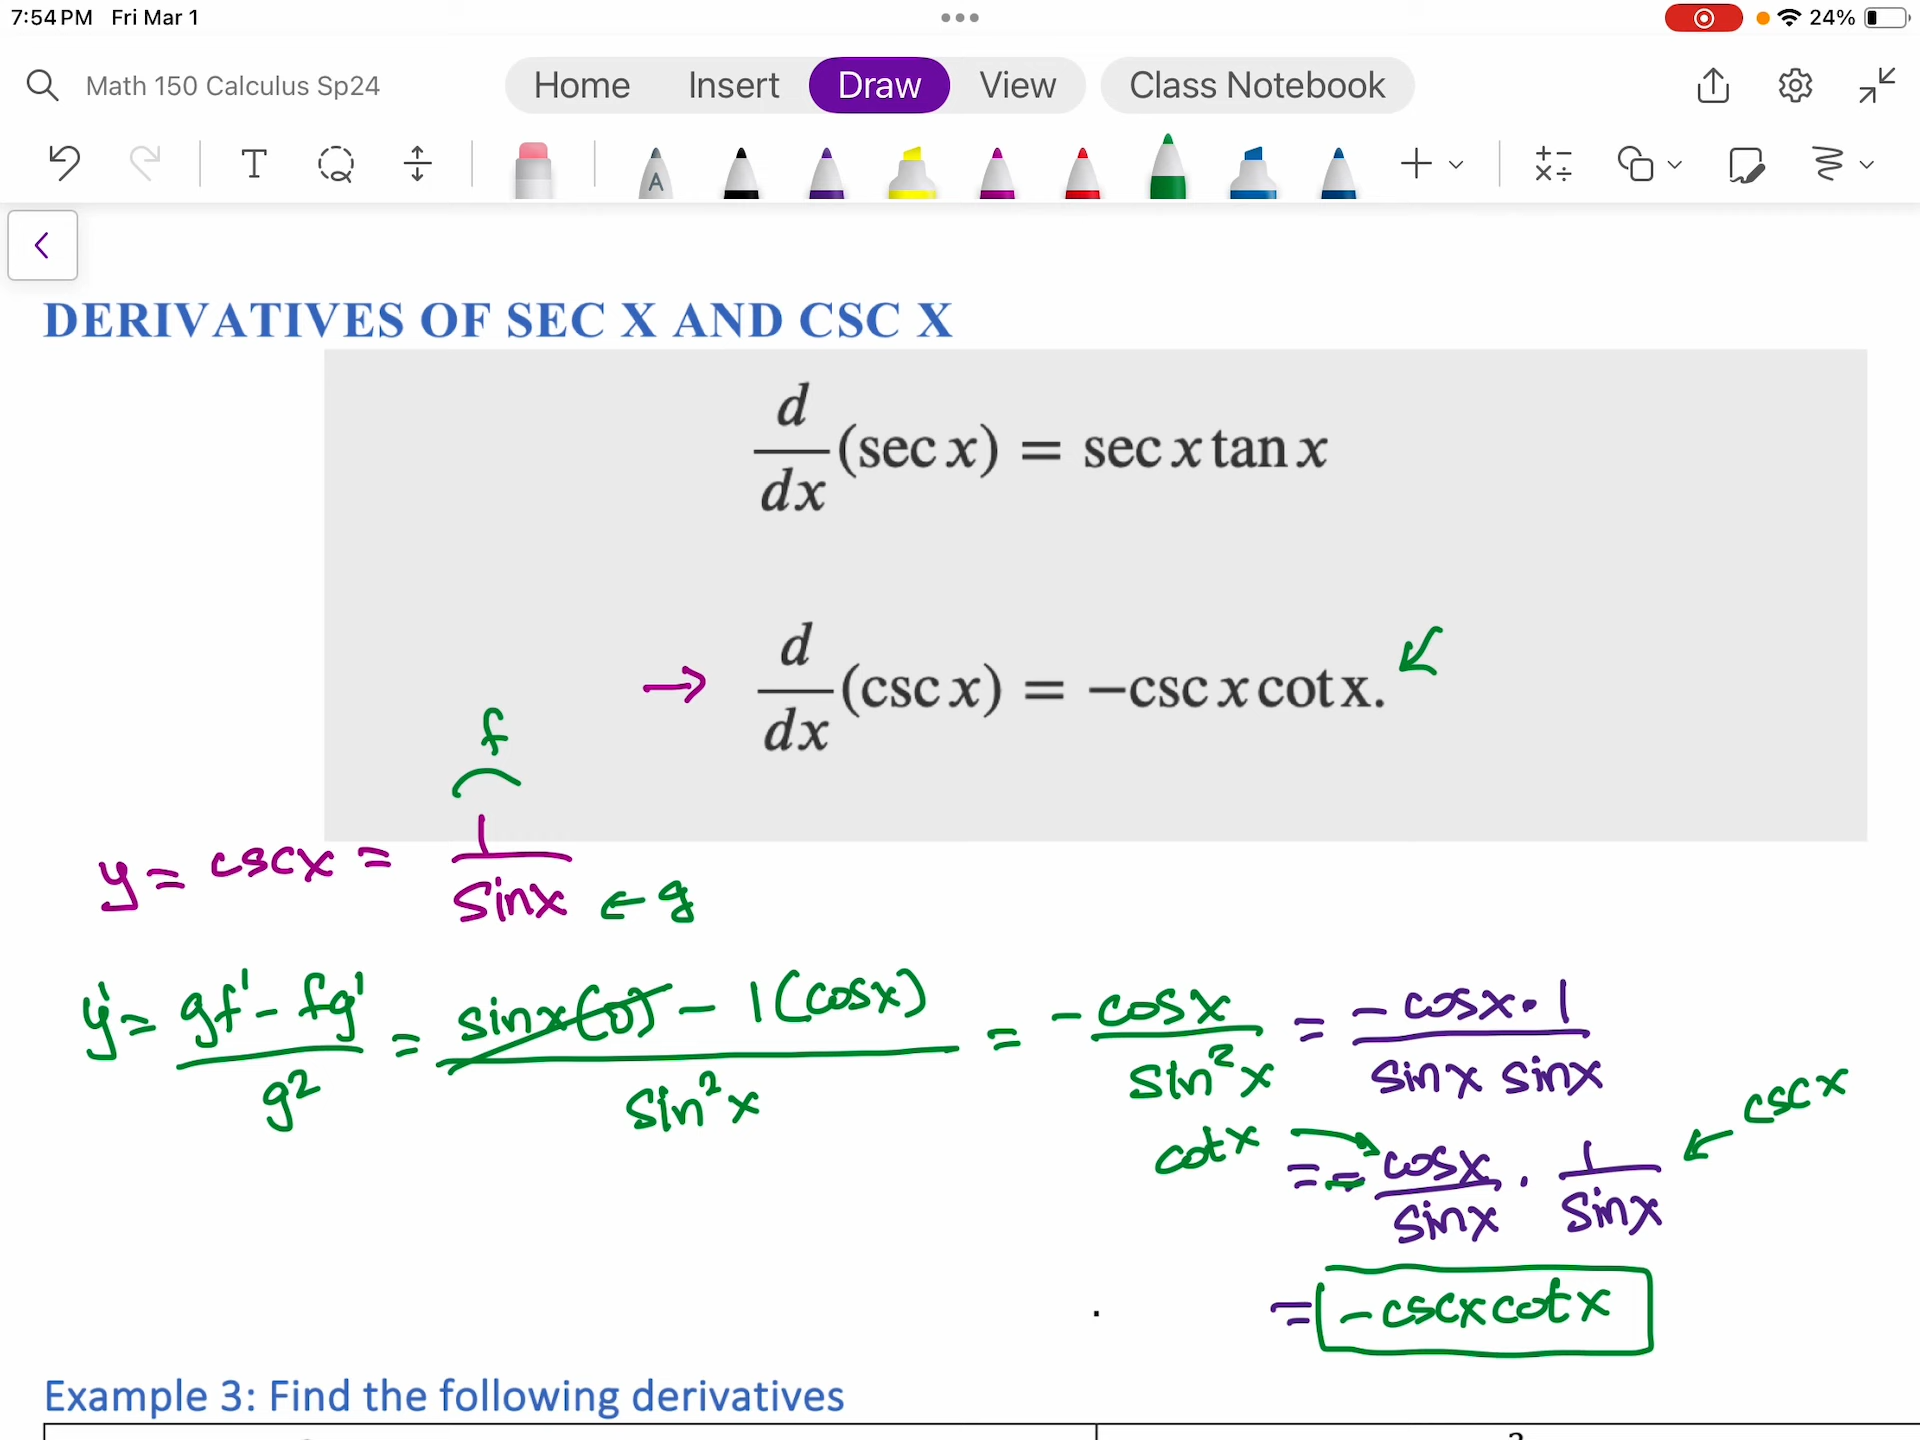 7:54 PM Fri Mar 1 24%
Math 150 Calculus Sp24 Home Insert Draw View Class Notebook
T A
DERIVATIVES OF SEC X AND CSC X
d/dx (sec x) = sec x tan x
→ d/dx (csc x) = −csc x cot x. ↙
f
y = cscx = 1/sinx ← g
y' = (gf' - fg')/g² = (sinx(0) - 1(cosx))/sin²x = -cosx/sin²x = -cosx·1/(sinx sinx)
cotx → = - cosx/sinx · 1/sinx ← cscx
= -cscxcotx
Example 3: Find the following derivatives